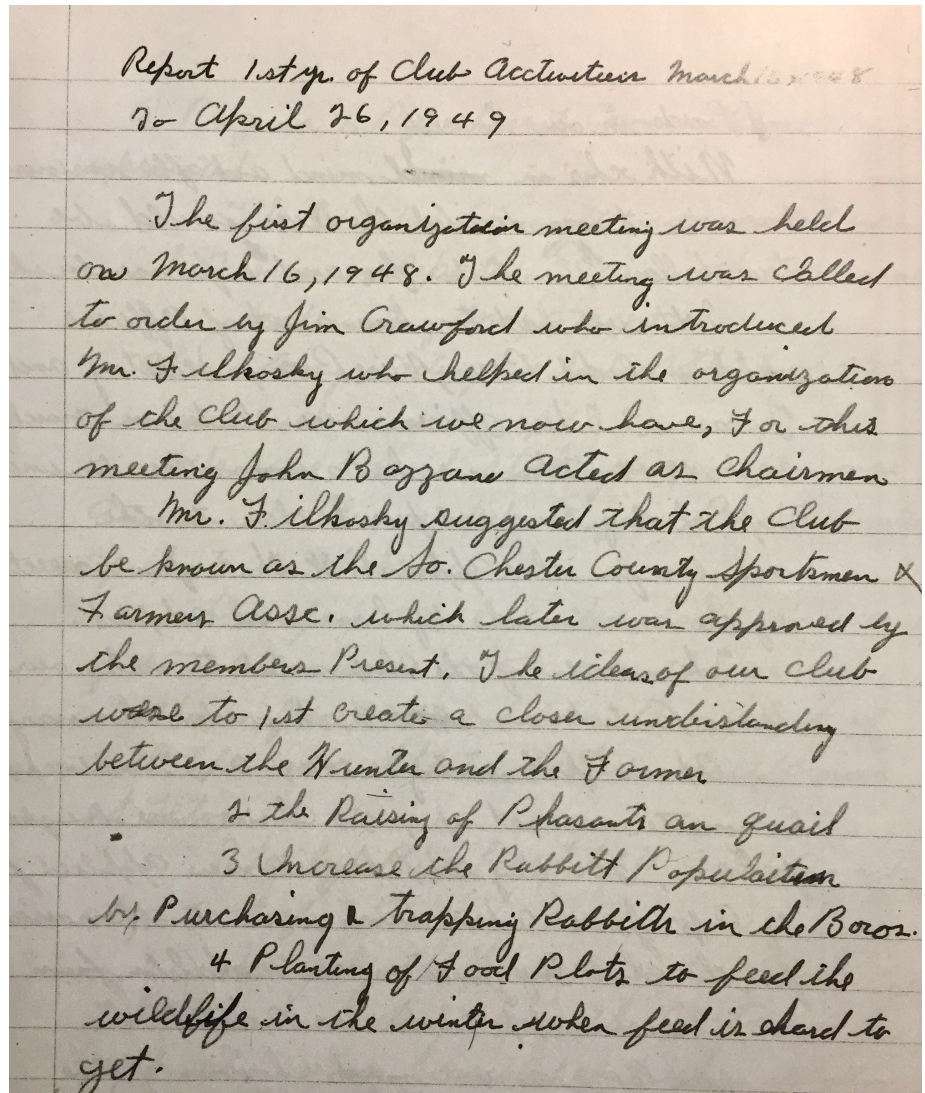 Report 1st yr. of Club Acctivities March 16, 1948
To April 26, 1949
The first organization meeting was held
on March 16, 1948. The meeting was called
to order by Jim Crawford who introduced
Mr. Filkosky who helped in the organization
of the Club which we now have, For this
meeting John Bazzano acted as Chairmen
Mr. Filkosky suggested that the Club
be known as the So. Chester County Sportsmen &
Farmers Assc. which later was approved by
the members Present. The ideas of our club
were to 1st Create a closer understanding
between the Hunter and the Farmer
2 the Raising of Phasants an quail
3 Increase the Rabbitt Population
by Purchasing & trapping Rabbitts in the Boros.
4 Planting of Food Plots to feed the
wildlife in the winter when feed is hard to
get.